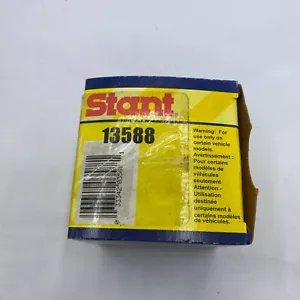 Stant
13588
Warning: For
use only on
certain vehicle
models.
Avertissement :
Pour certains
modèles de
véhicules
seulement
Attention -
Utilisation
destinée
uniquement à
certains modèles
de véhicules.